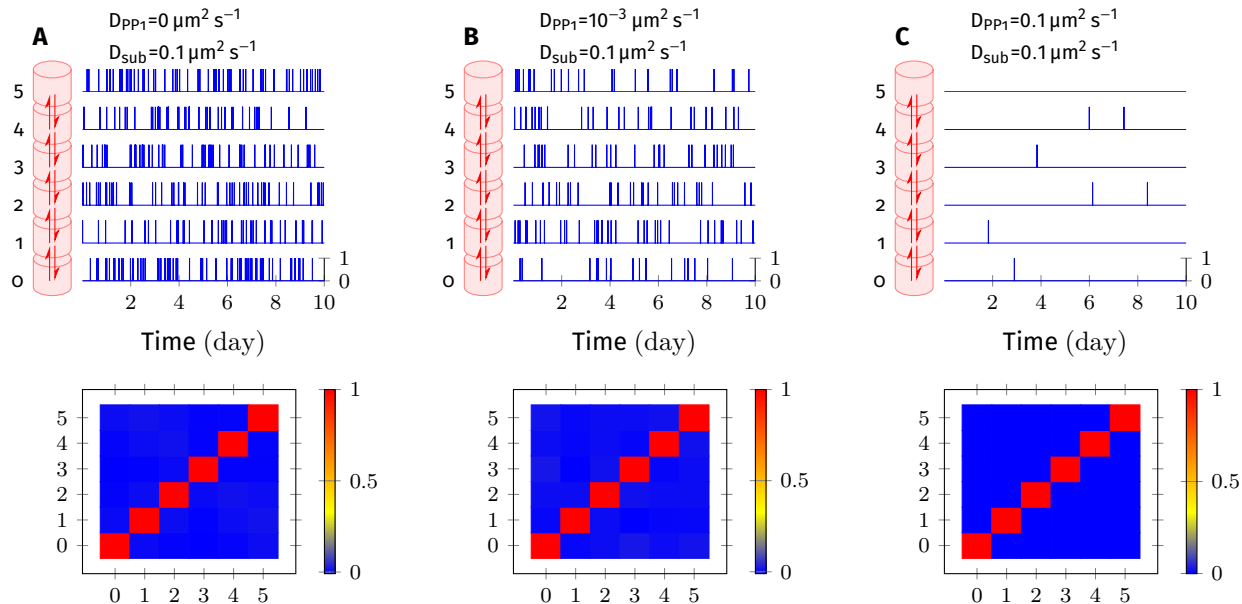 A
D_PP1=0 μm² s⁻¹
D_sub=0.1 μm² s⁻¹
5
4
3
2
1
0
1
0
2 4 6 8 10
Time (day)
5
4
3
2
1
0
0 1 2 3 4 5
1
0.5
0
B
D_PP1=10⁻³ μm² s⁻¹
D_sub=0.1 μm² s⁻¹
5
4
3
2
1
0
1
0
2 4 6 8 10
Time (day)
5
4
3
2
1
0
0 1 2 3 4 5
1
0.5
0
C
D_PP1=0.1 μm² s⁻¹
D_sub=0.1 μm² s⁻¹
5
4
3
2
1
0
1
0
2 4 6 8 10
Time (day)
5
4
3
2
1
0
0 1 2 3 4 5
1
0.5
0